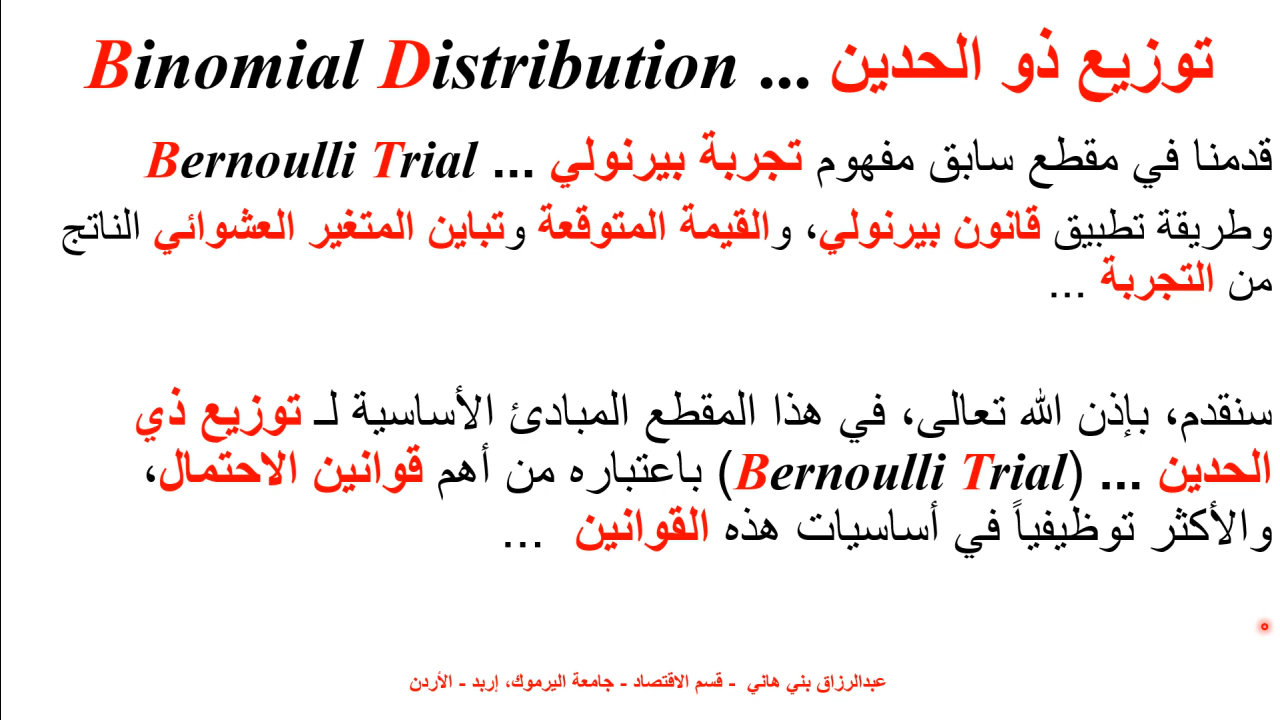 توزيع ذو الحدين ... Binomial Distribution
قدمنا في مقطع سابق مفهوم تجربة بيرنولي ... Bernoulli Trial
وطريقة تطبيق قانون بيرنولي، والقيمة المتوقعة وتباين المتغير العشوائي الناتج
من التجربة ...
سنقدم، بإذن الله تعالى، في هذا المقطع المبادئ الأساسية لـ توزيع ذي
الحدين ... (Bernoulli Trial) باعتباره من أهم قوانين الاحتمال،
والأكثر توظيفياً في أساسيات هذه القوانين ...
عبدالرزاق بني هاني - قسم الاقتصاد - جامعة اليرموك، إربد - الأردن